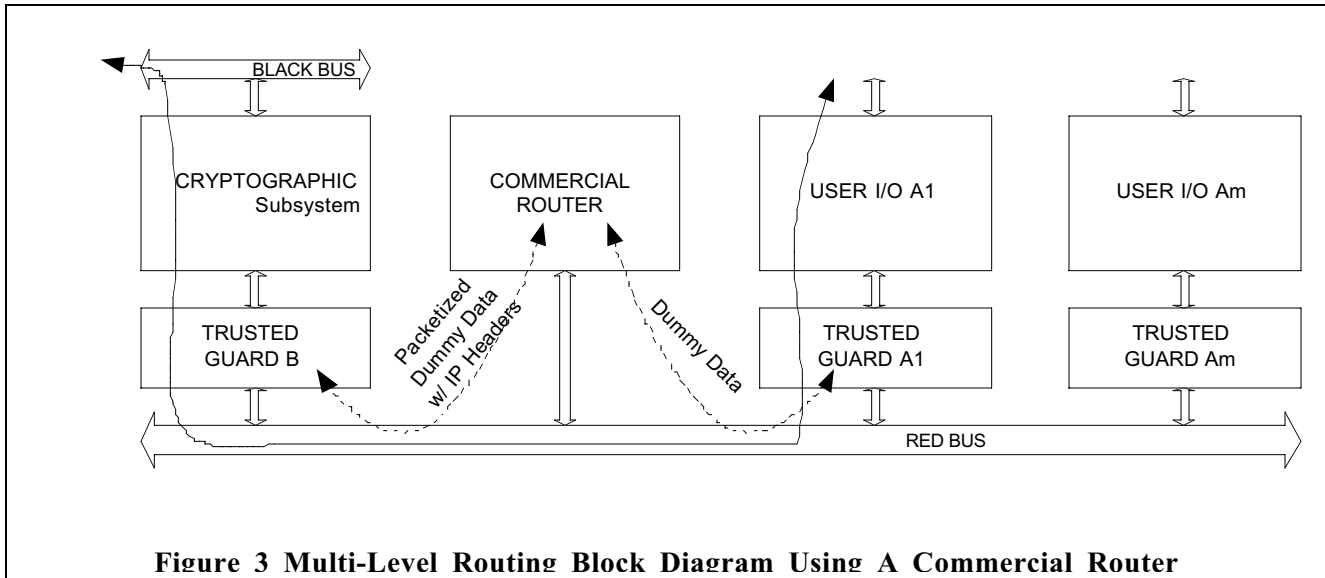 BLACK BUS
CRYPTOGRAPHIC
Subsystem
COMMERCIAL
ROUTER
USER I/O A1
USER I/O Am
Packetized
Dummy Data
w/ IP Headers
Dummy Data
TRUSTED
GUARD B
TRUSTED
GUARD A1
TRUSTED
GUARD Am
RED BUS
Figure 3 Multi-Level Routing Block Diagram Using A Commercial Router